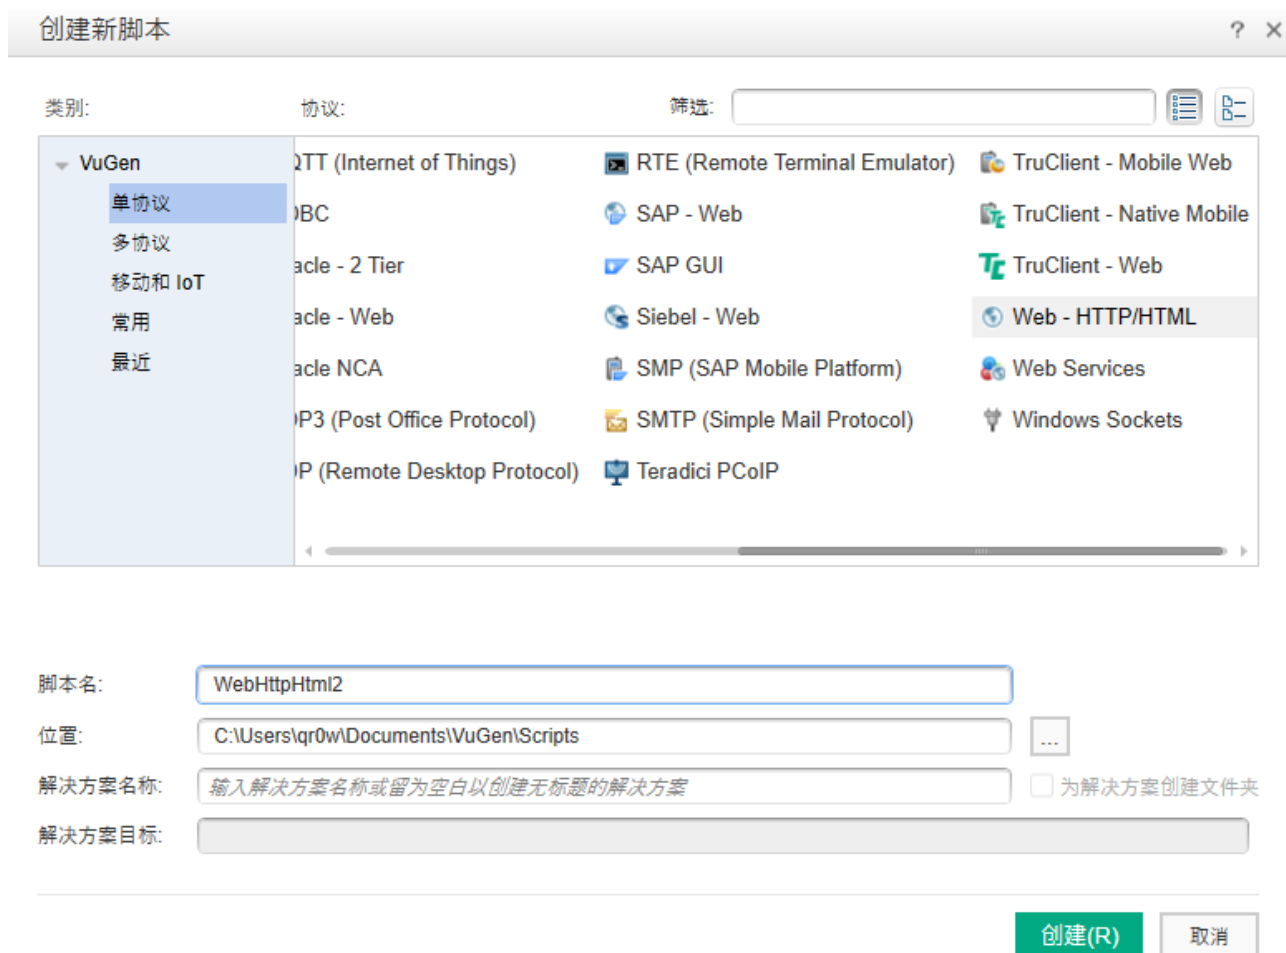 创建新脚本
类别:
协议:
筛选:
VuGen
单协议
多协议
移动和 IoT
常用
最近
QTT (Internet of Things)
DBC
acle - 2 Tier
acle - Web
acle NCA
OP3 (Post Office Protocol)
DP (Remote Desktop Protocol)
RTE (Remote Terminal Emulator)
SAP - Web
SAP GUI
Siebel - Web
SMP (SAP Mobile Platform)
SMTP (Simple Mail Protocol)
Teradici PCoIP
TruClient - Mobile Web
TruClient - Native Mobile
TruClient - Web
Web - HTTP/HTML
Web Services
Windows Sockets
脚本名: WebHttpHtml2
位置: C:\Users\qr0w\Documents\VuGen\Scripts
...
解决方案名称: 输入解决方案名称或留为空白以创建无标题的解决方案
为解决方案创建文件夹
解决方案目标:
创建(R)
取消